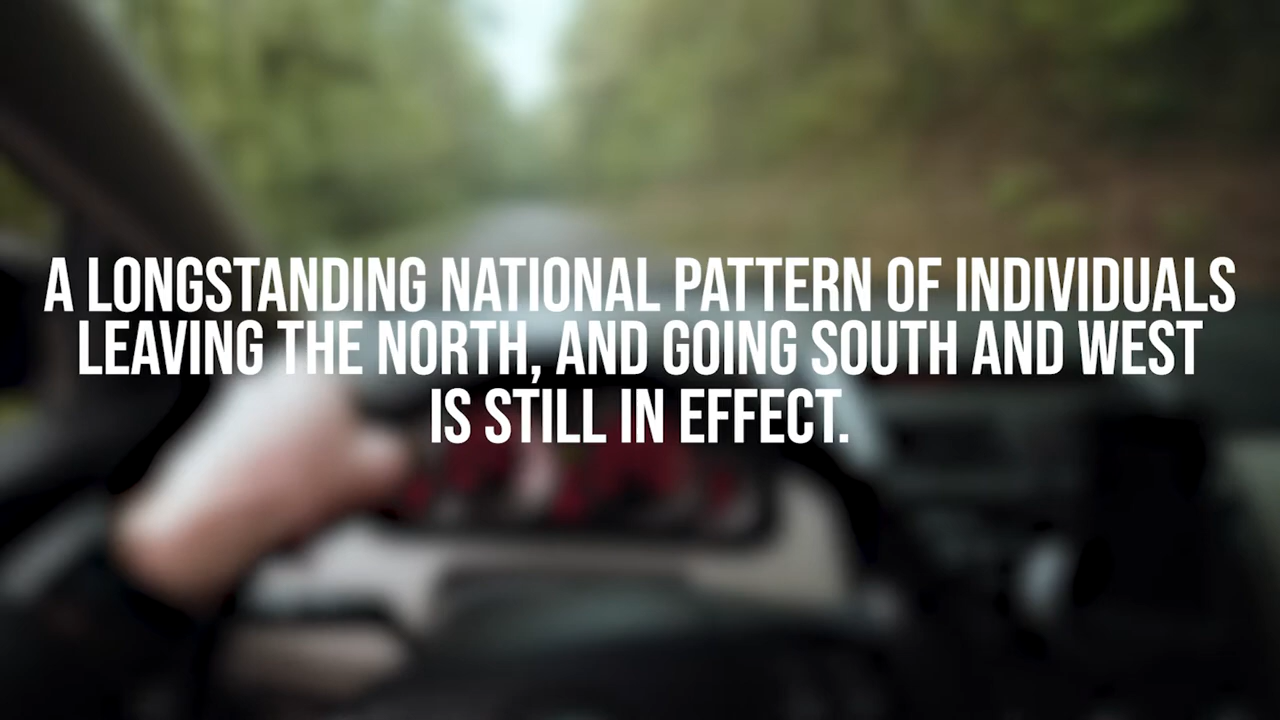 A LONGSTANDING NATIONAL PATTERN OF INDIVIDUALS
LEAVING THE NORTH, AND GOING SOUTH AND WEST
IS STILL IN EFFECT.